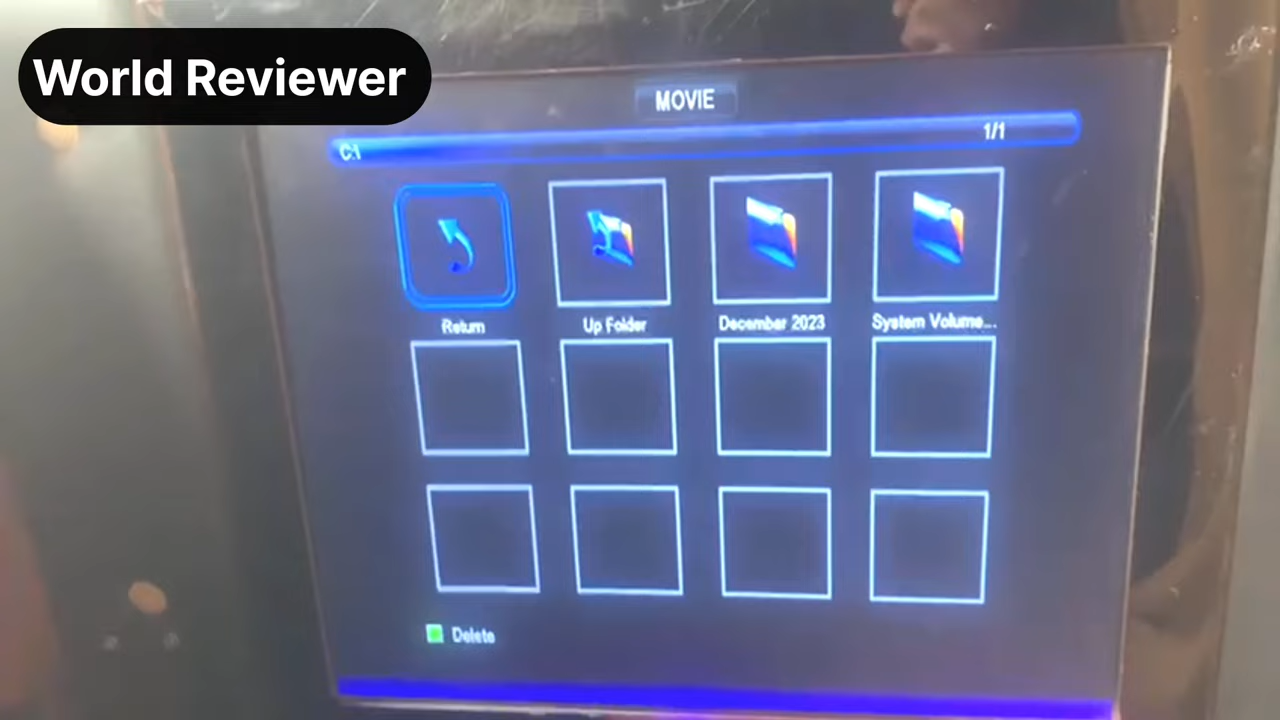 World Reviewer
MOVIE
C:\
1/1
Return
Up Folder
December 2023
System Volume...
Delete